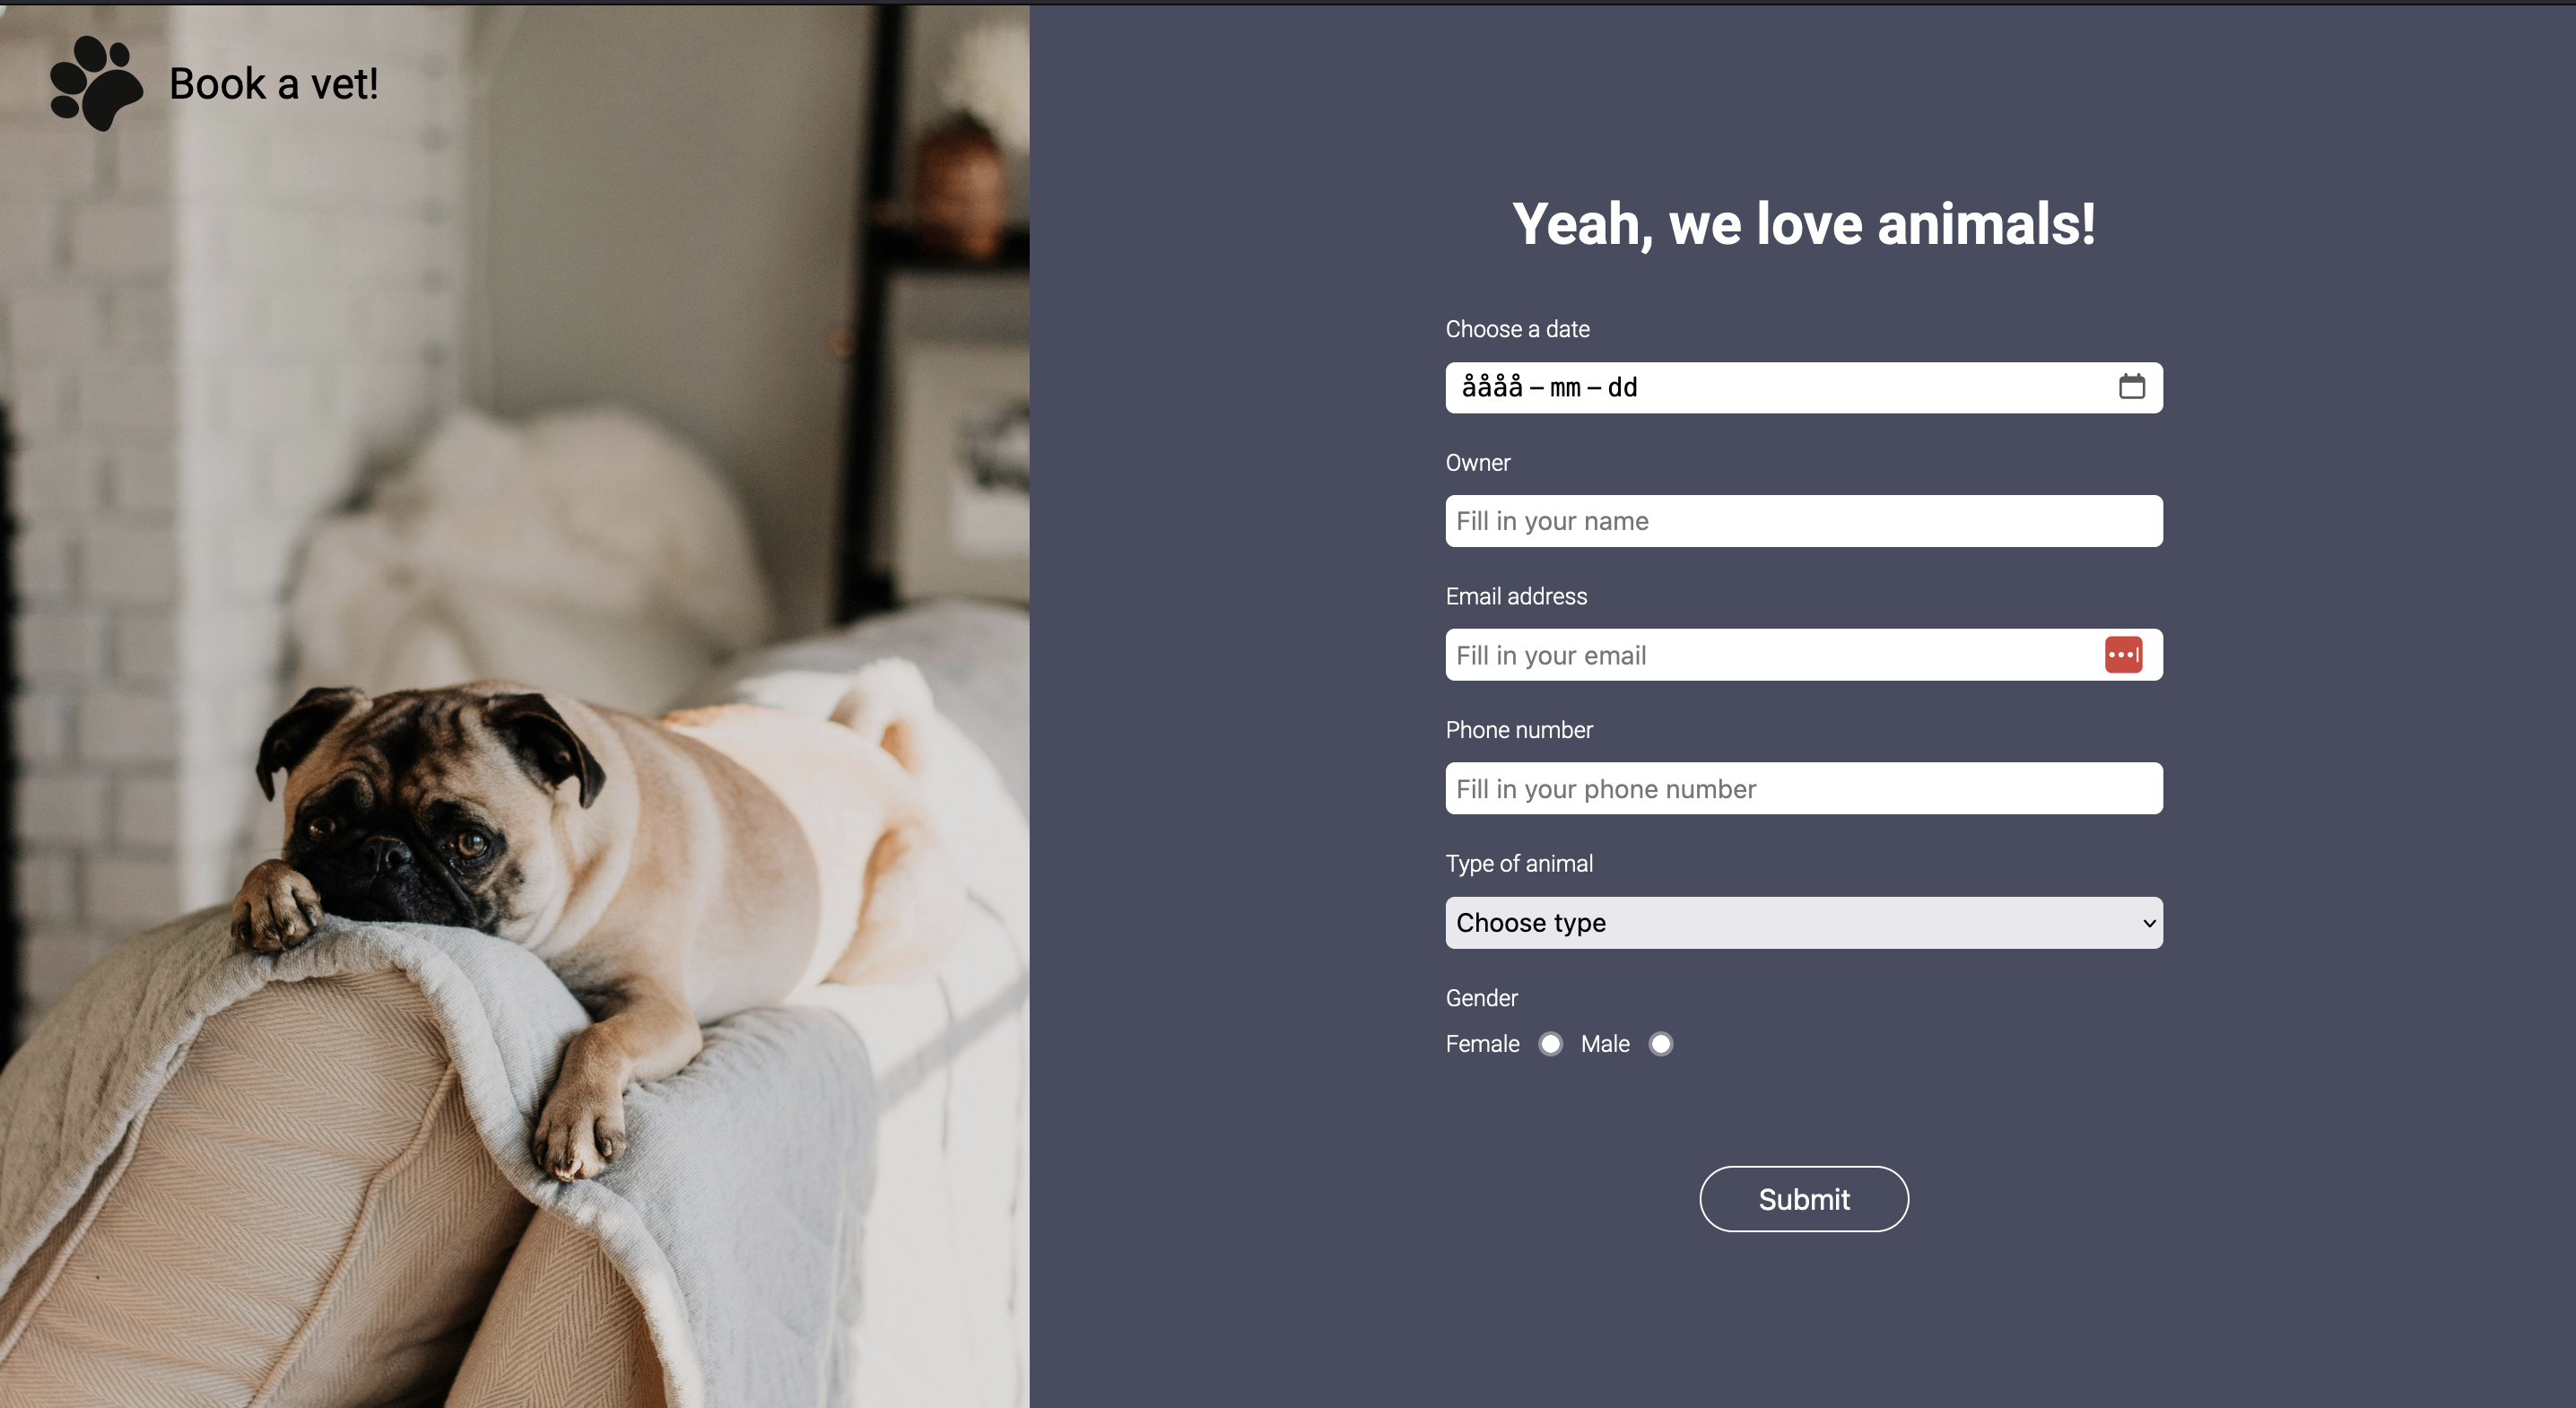 Book a vet!
Yeah, we love animals!
Choose a date
åååå – mm – dd
Owner
Fill in your name
Email address
Fill in your email
Phone number
Fill in your phone number
Type of animal
Choose type
Gender
Female Male
Submit